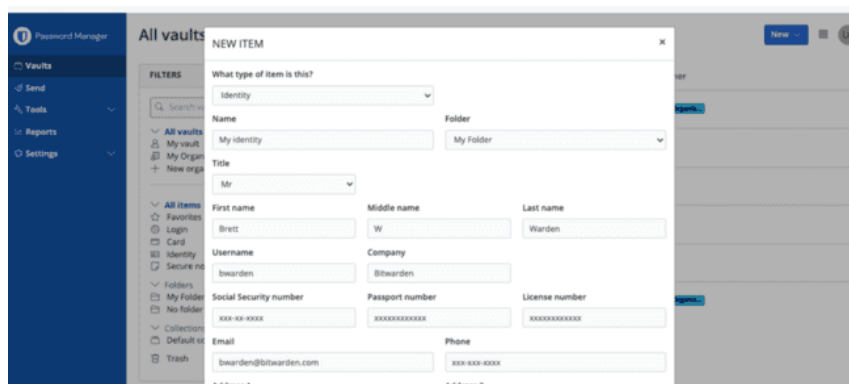 Password Manager
Vaults
Send
Tools
Reports
Settings
All vaults
New
FILTERS
All vaults
My vault
New
All items
Favorites
Login
Card
Identity
Folders
My Folder
No folder
Default
Trash
NEW ITEM
×
What type of item is this?
Identity
Name Folder
My identity My Folder
Title
Mr
First name Middle name Last name
Brett W Warden
Username Company
bwarden Bitwarden
Social Security number Passport number License number
xxx-xx-xxxx xxxxxxxxxxxx xxxxxxxxxxxx
Email Phone
bwarden@bitwarden.com xxx-xxx-xxxx